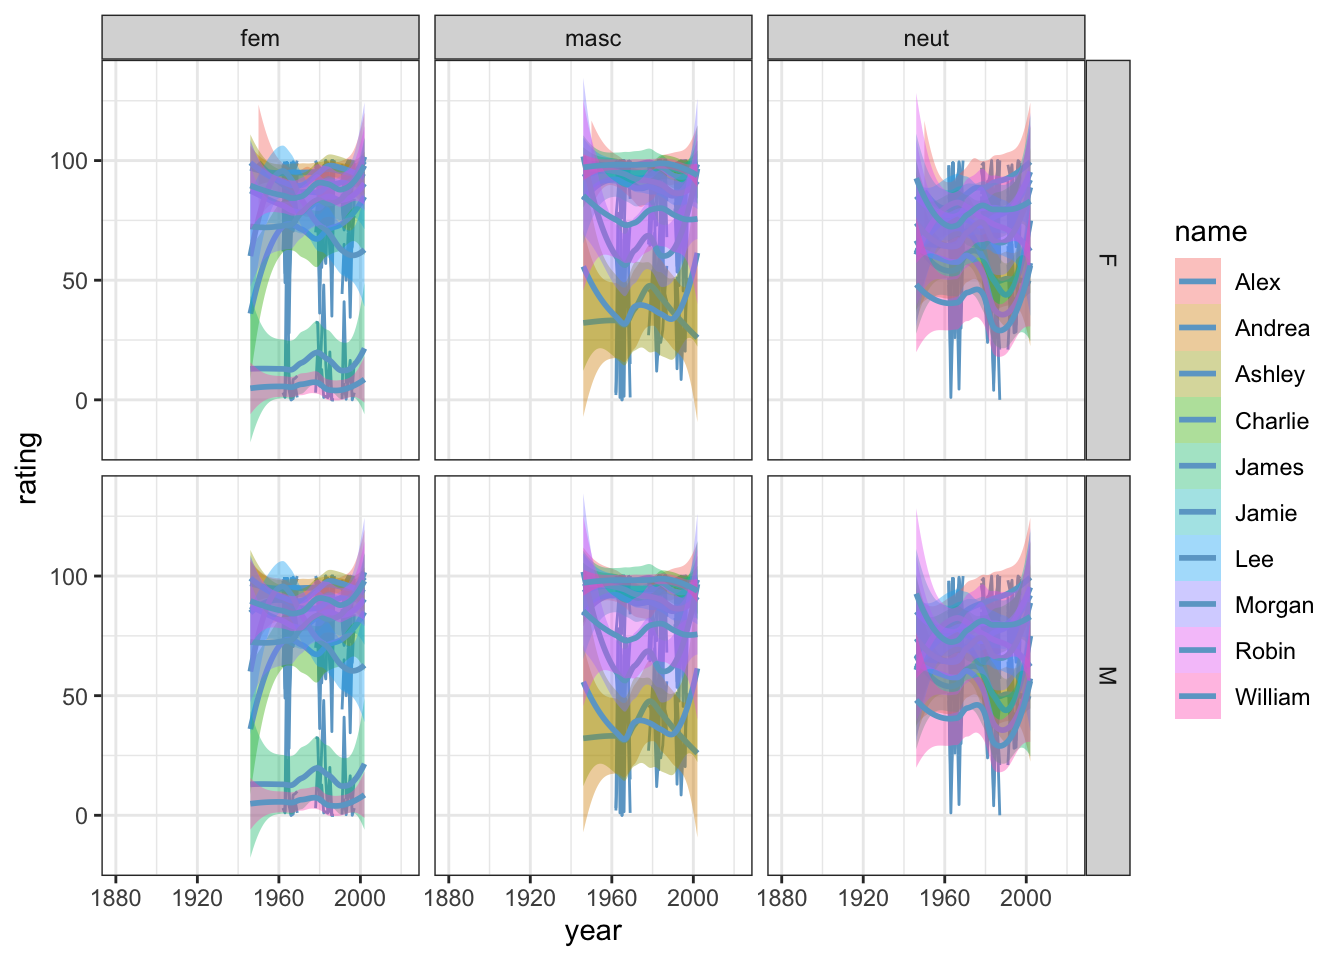 fem masc neut
100
50
0
F
100
50
0
M
1880 1920 1960 2000 1880 1920 1960 2000 1880 1920 1960 2000
year
rating
name
Alex
Andrea
Ashley
Charlie
James
Jamie
Lee
Morgan
Robin
William